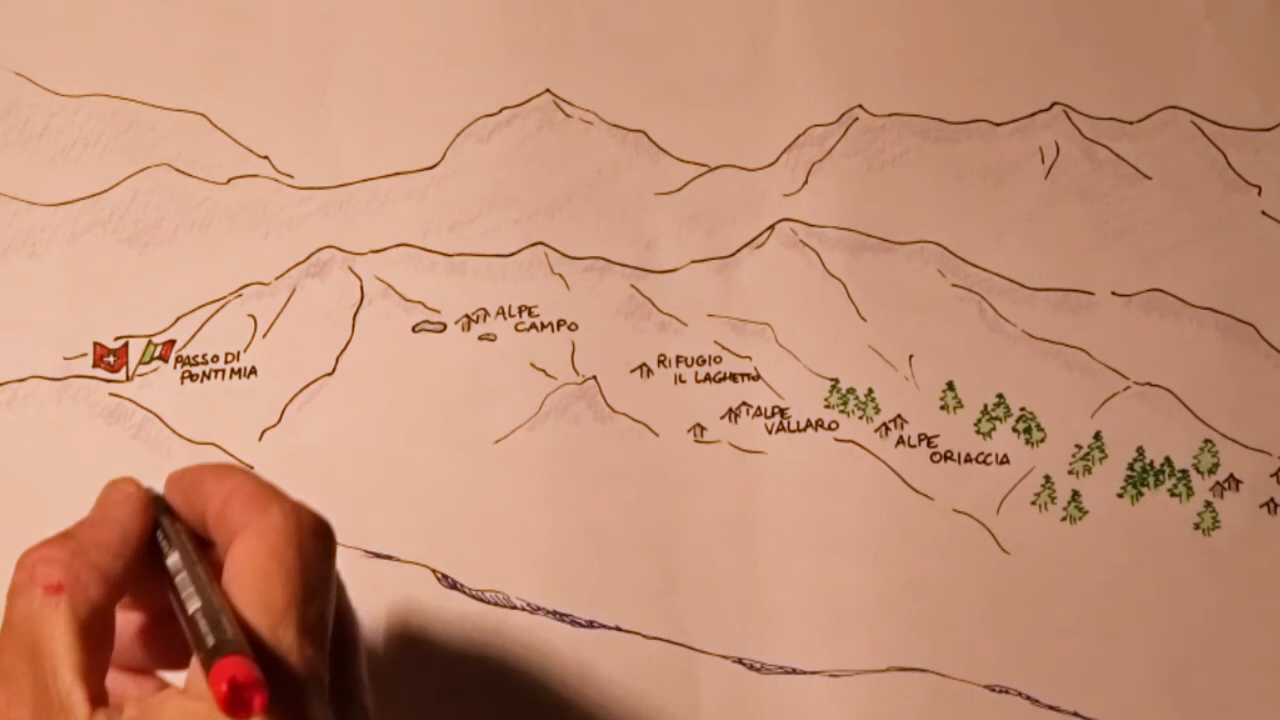 PASSO DI
PONTIMIA
ALPE
CAMPO
RIFUGIO
IL LAGHETTO
ALPE
VALLARO
ALPE
ORIACCIA